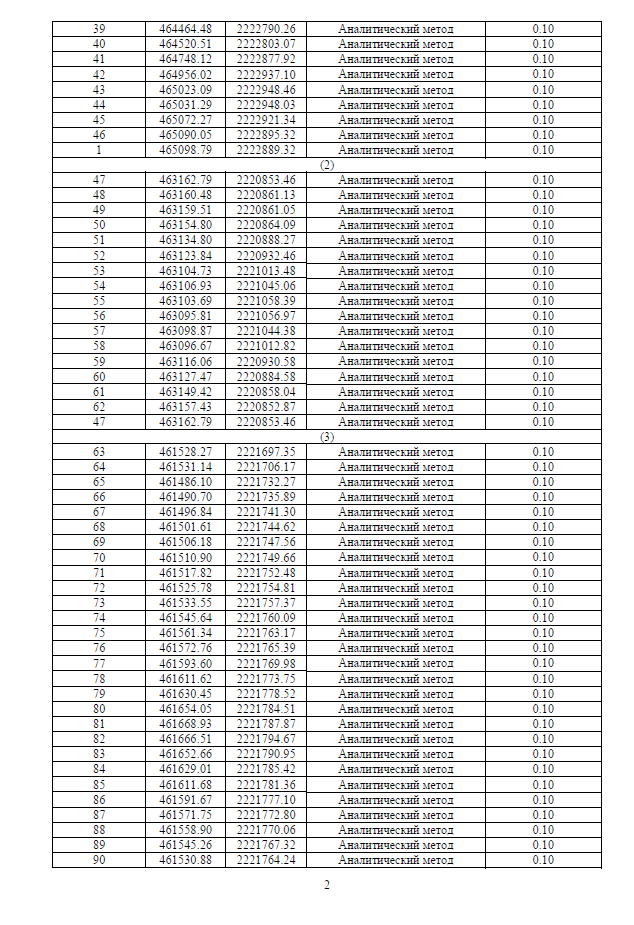 39 464464.48 2222790.26 Аналитический метод 0.10
40 464520.51 2222803.07 Аналитический метод 0.10
41 464748.12 2222877.92 Аналитический метод 0.10
42 464956.02 2222937.10 Аналитический метод 0.10
43 465023.09 2222948.46 Аналитический метод 0.10
44 465031.29 2222948.03 Аналитический метод 0.10
45 465072.27 2222921.34 Аналитический метод 0.10
46 465090.05 2222895.32 Аналитический метод 0.10
1 465098.79 2222889.32 Аналитический метод 0.10
(2)
47 463162.79 2220853.46 Аналитический метод 0.10
48 463160.48 2220861.13 Аналитический метод 0.10
49 463159.51 2220861.05 Аналитический метод 0.10
50 463154.80 2220864.09 Аналитический метод 0.10
51 463134.80 2220888.27 Аналитический метод 0.10
52 463123.84 2220932.46 Аналитический метод 0.10
53 463104.73 2221013.48 Аналитический метод 0.10
54 463106.93 2221045.06 Аналитический метод 0.10
55 463103.69 2221058.39 Аналитический метод 0.10
56 463095.81 2221056.97 Аналитический метод 0.10
57 463098.87 2221044.38 Аналитический метод 0.10
58 463096.67 2221012.82 Аналитический метод 0.10
59 463116.06 2220930.58 Аналитический метод 0.10
60 463127.47 2220884.58 Аналитический метод 0.10
61 463149.42 2220858.04 Аналитический метод 0.10
62 463157.43 2220852.87 Аналитический метод 0.10
47 463162.79 2220853.46 Аналитический метод 0.10
(3)
63 461528.27 2221697.35 Аналитический метод 0.10
64 461531.14 2221706.17 Аналитический метод 0.10
65 461486.10 2221732.27 Аналитический метод 0.10
66 461490.70 2221735.89 Аналитический метод 0.10
67 461496.84 2221741.30 Аналитический метод 0.10
68 461501.61 2221744.62 Аналитический метод 0.10
69 461506.18 2221747.56 Аналитический метод 0.10
70 461510.90 2221749.66 Аналитический метод 0.10
71 461517.82 2221752.48 Аналитический метод 0.10
72 461525.78 2221754.81 Аналитический метод 0.10
73 461533.55 2221757.37 Аналитический метод 0.10
74 461545.64 2221760.09 Аналитический метод 0.10
75 461561.34 2221763.17 Аналитический метод 0.10
76 461572.76 2221765.39 Аналитический метод 0.10
77 461593.60 2221769.98 Аналитический метод 0.10
78 461611.62 2221773.75 Аналитический метод 0.10
79 461630.45 2221778.52 Аналитический метод 0.10
80 461654.05 2221784.51 Аналитический метод 0.10
81 461668.93 2221787.87 Аналитический метод 0.10
82 461666.51 2221794.67 Аналитический метод 0.10
83 461652.66 2221790.95 Аналитический метод 0.10
84 461629.01 2221785.42 Аналитический метод 0.10
85 461611.68 2221781.36 Аналитический метод 0.10
86 461591.67 2221777.10 Аналитический метод 0.10
87 461571.75 2221772.80 Аналитический метод 0.10
88 461558.90 2221770.06 Аналитический метод 0.10
89 461545.26 2221767.32 Аналитический метод 0.10
90 461530.88 2221764.24 Аналитический метод 0.10
2